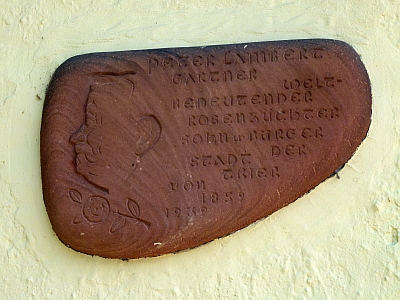 PETER LAMBERT
GÄRTNER
WELT-
BEDEUTENDER
ROSENZÜCHTER
SOHN u BÜRGER
DER
STADT
TRIER
VON
1859
1939